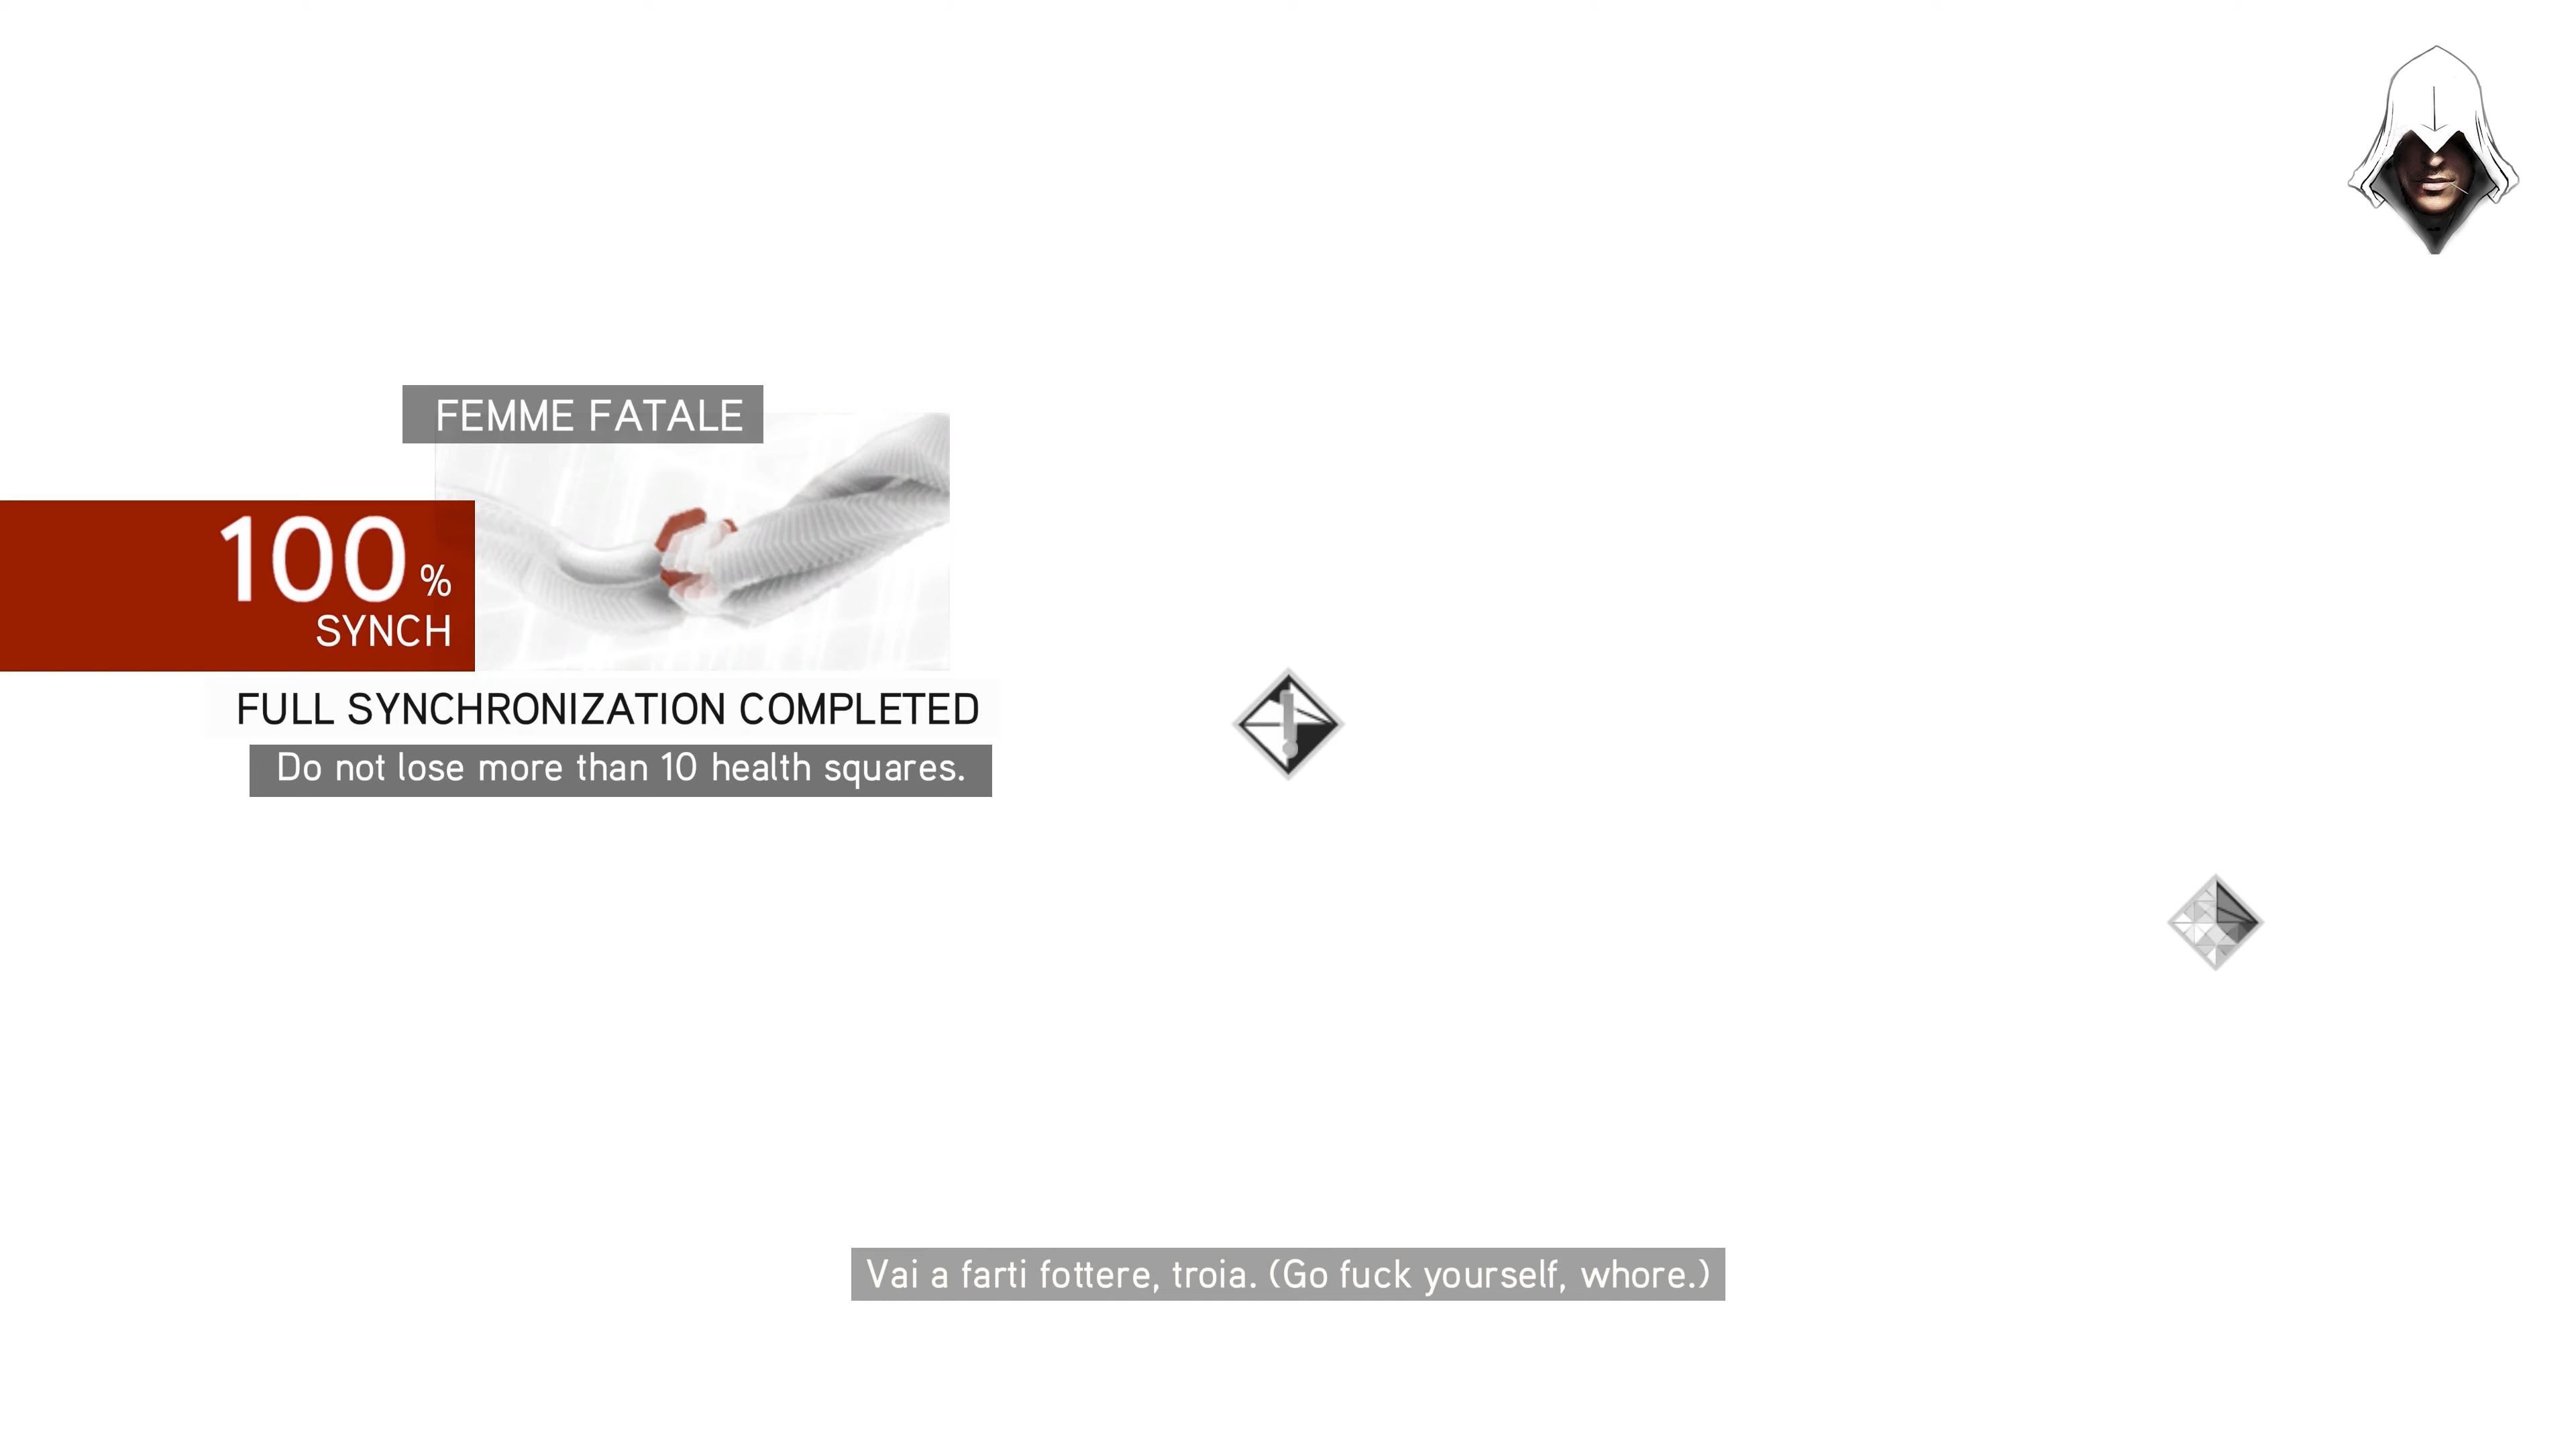 FEMME FATALE
100 %
SYNCH
FULL SYNCHRONIZATION COMPLETED
Do not lose more than 10 health squares.
Vai a farti fottere, troia. (Go fuck yourself, whore.)